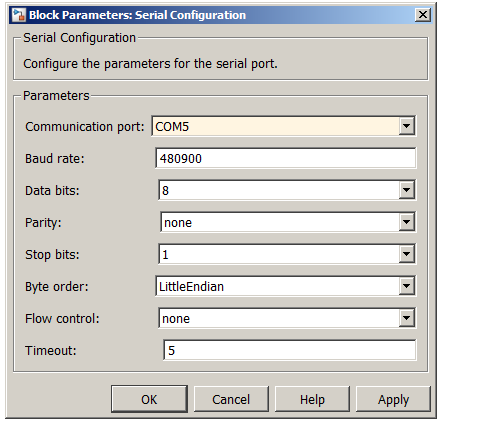 Block Parameters: Serial Configuration
Serial Configuration
Configure the parameters for the serial port.
Parameters
Communication port: COM5
Baud rate: 480900
Data bits: 8
Parity: none
Stop bits: 1
Byte order: LittleEndian
Flow control: none
Timeout: 5
OK Cancel Help Apply